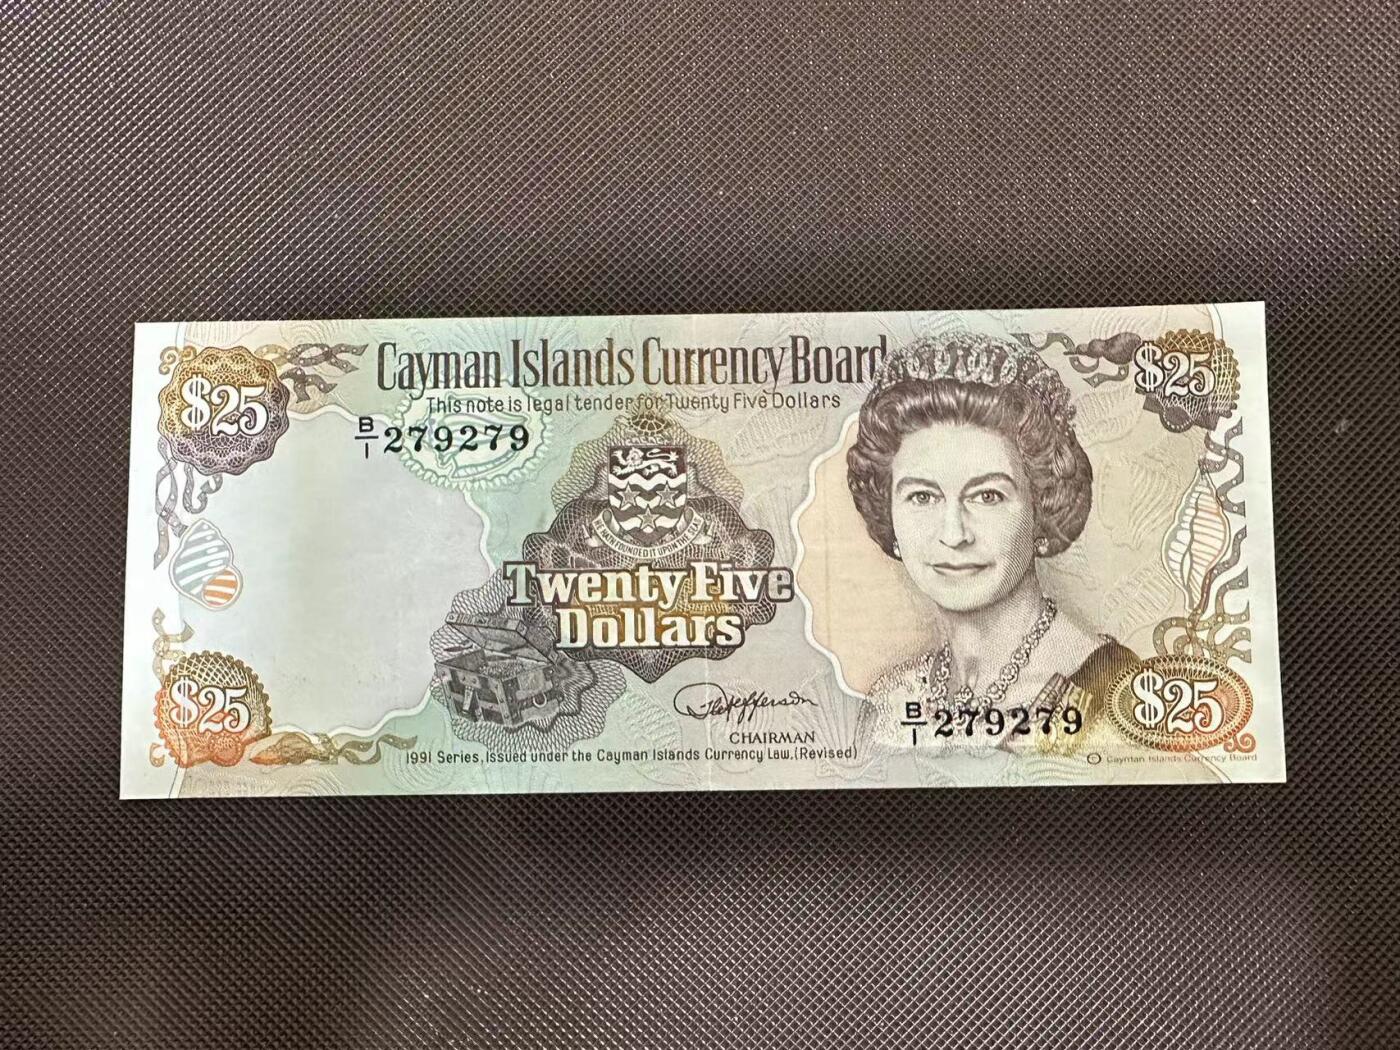 Cayman Islands Currency Board
$25
$25
This note is legal tender for Twenty Five Dollars
B/1 279279
HE HATH FOUNDED IT UPON THE SEAS
Twenty Five
Dollars
$25
$25
CHAIRMAN
B/1 279279
1991 Series, Issued under the Cayman Islands Currency Law. (Revised)
© Cayman Islands Currency Board